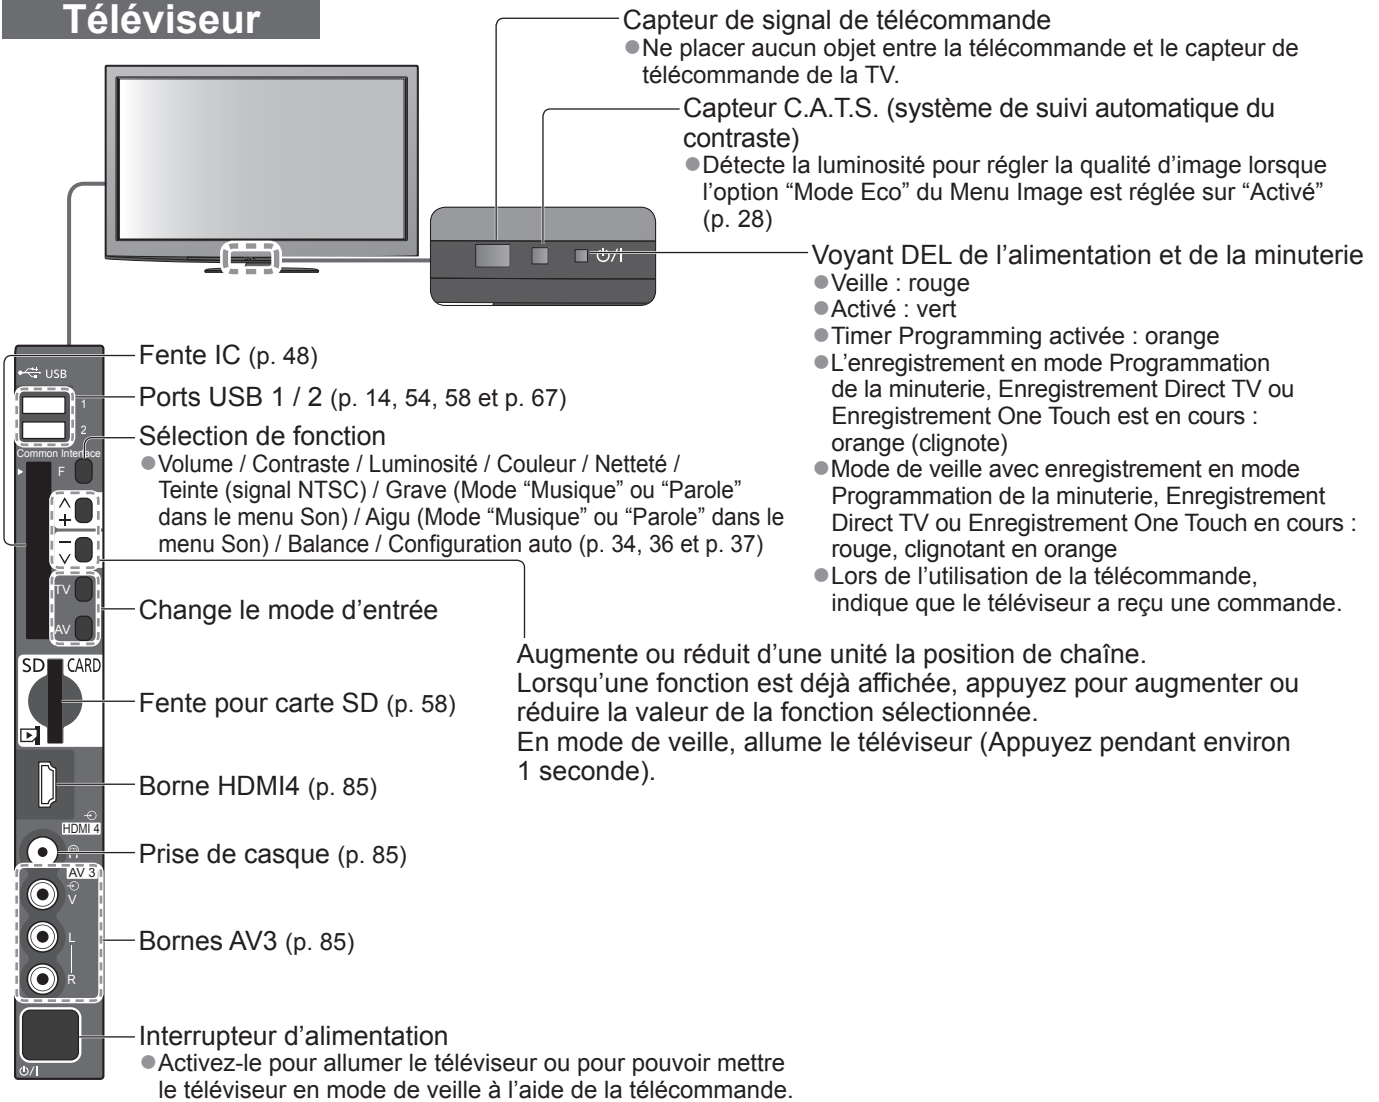 Téléviseur
Capteur de signal de télécommande
●Ne placer aucun objet entre la télécommande et le capteur de
télécommande de la TV.
Capteur C.A.T.S. (système de suivi automatique du
contraste)
●Détecte la luminosité pour régler la qualité d’image lorsque
l’option “Mode Eco” du Menu Image est réglée sur “Activé”
(p. 28)
Voyant DEL de l’alimentation et de la minuterie
●Veille : rouge
●Activé : vert
●Timer Programming activée : orange
●L’enregistrement en mode Programmation
de la minuterie, Enregistrement Direct TV ou
Enregistrement One Touch est en cours :
orange (clignote)
●Mode de veille avec enregistrement en mode
Programmation de la minuterie, Enregistrement
Direct TV ou Enregistrement One Touch en cours :
rouge, clignotant en orange
●Lors de l’utilisation de la télécommande,
indique que le téléviseur a reçu une commande.
Fente IC (p. 48)
Ports USB 1 / 2 (p. 14, 54, 58 et p. 67)
Sélection de fonction
●Volume / Contraste / Luminosité / Couleur / Netteté /
Teinte (signal NTSC) / Grave (Mode “Musique” ou “Parole”
dans le menu Son) / Aigu (Mode “Musique” ou “Parole” dans le
menu Son) / Balance / Configuration auto (p. 34, 36 et p. 37)
Change le mode d’entrée
Augmente ou réduit d’une unité la position de chaîne.
Lorsqu’une fonction est déjà affichée, appuyez pour augmenter ou
réduire la valeur de la fonction sélectionnée.
En mode de veille, allume le téléviseur (Appuyez pendant environ
1 seconde).
Fente pour carte SD (p. 58)
Borne HDMI4 (p. 85)
Prise de casque (p. 85)
Bornes AV3 (p. 85)
Interrupteur d’alimentation
●Activez-le pour allumer le téléviseur ou pour pouvoir mettre
le téléviseur en mode de veille à l’aide de la télécommande.
USB
1
2
Common Interface
F
TV
AV
SD CARD
HDMI 4
AV 3
V
L
R